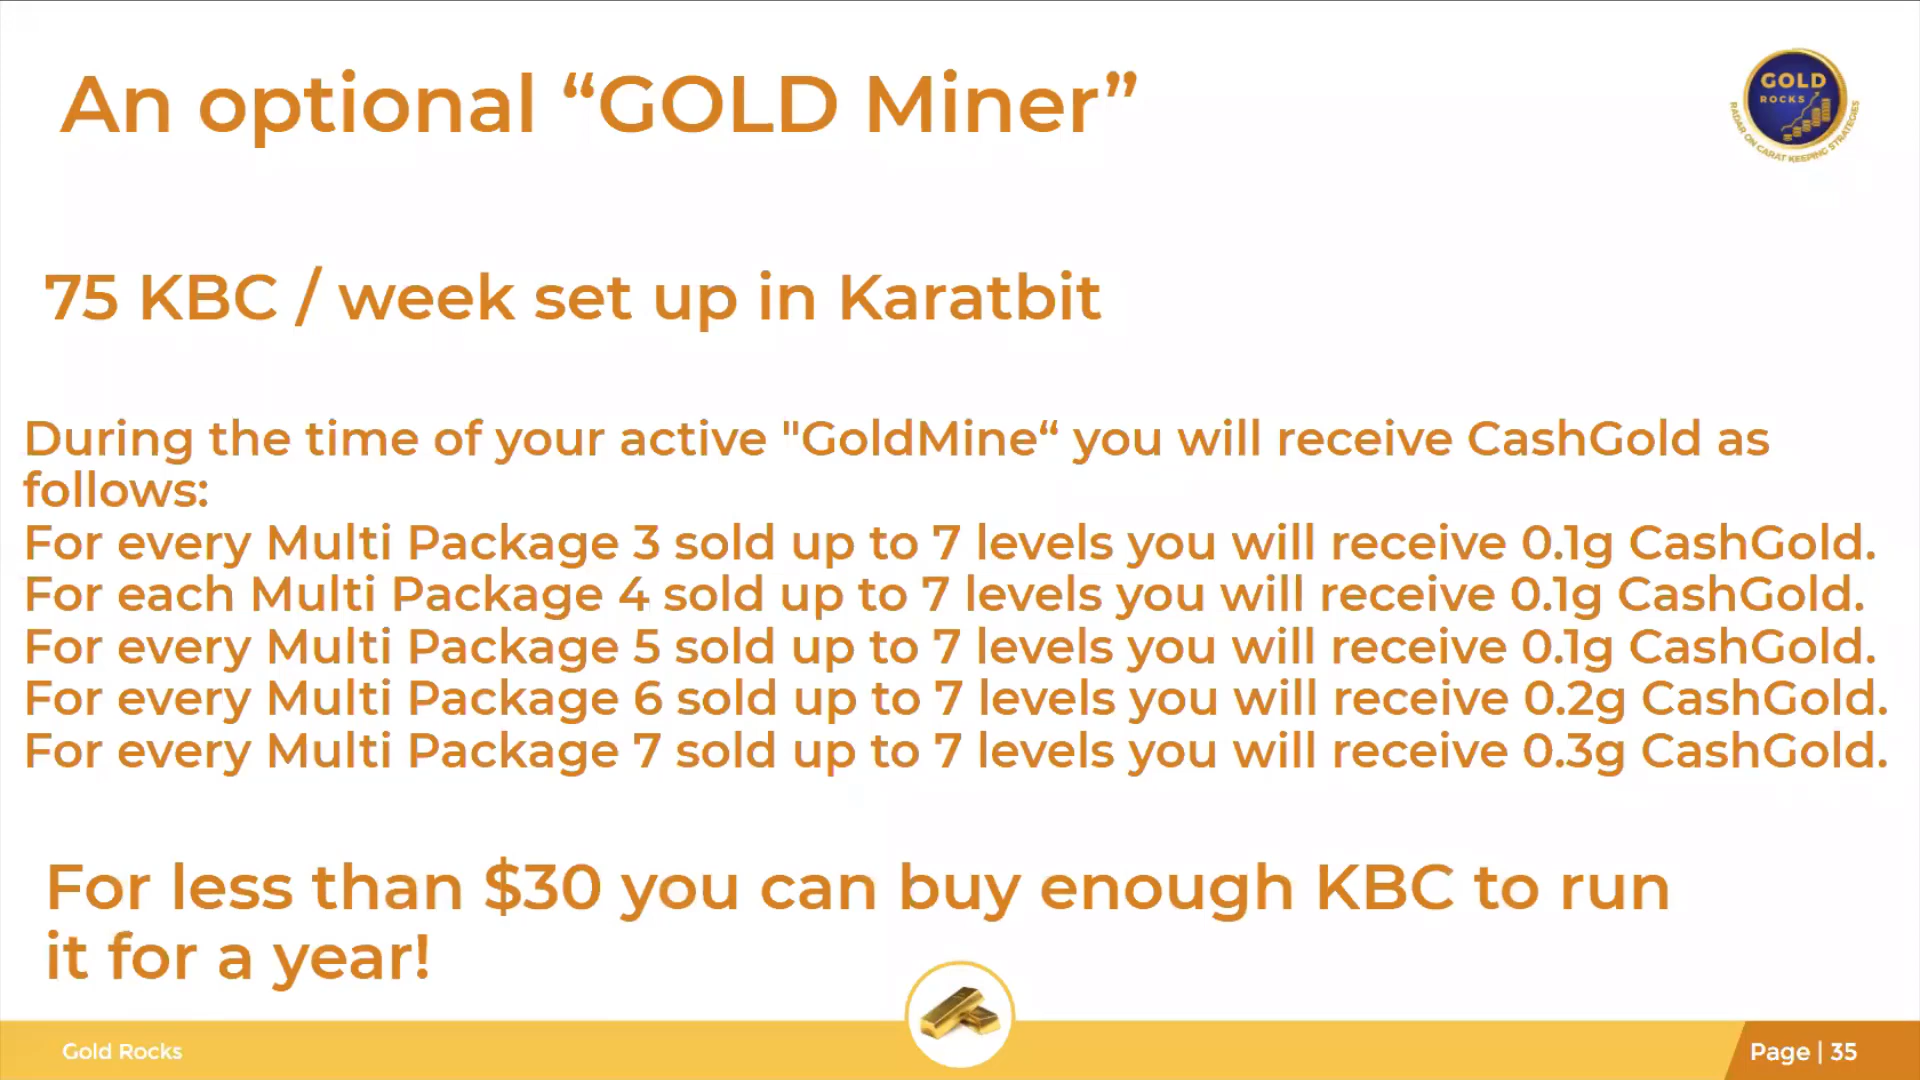 An optional “GOLD Miner”
GOLD
ROCKS
RADAR ON CARAT KEEPING STRATEGIES
75 KBC / week set up in Karatbit
During the time of your active "GoldMine“ you will receive CashGold as
follows:
For every Multi Package 3 sold up to 7 levels you will receive 0.1g CashGold.
For each Multi Package 4 sold up to 7 levels you will receive 0.1g CashGold.
For every Multi Package 5 sold up to 7 levels you will receive 0.1g CashGold.
For every Multi Package 6 sold up to 7 levels you will receive 0.2g CashGold.
For every Multi Package 7 sold up to 7 levels you will receive 0.3g CashGold.
For less than $30 you can buy enough KBC to run
it for a year!
Gold Rocks
Page | 35